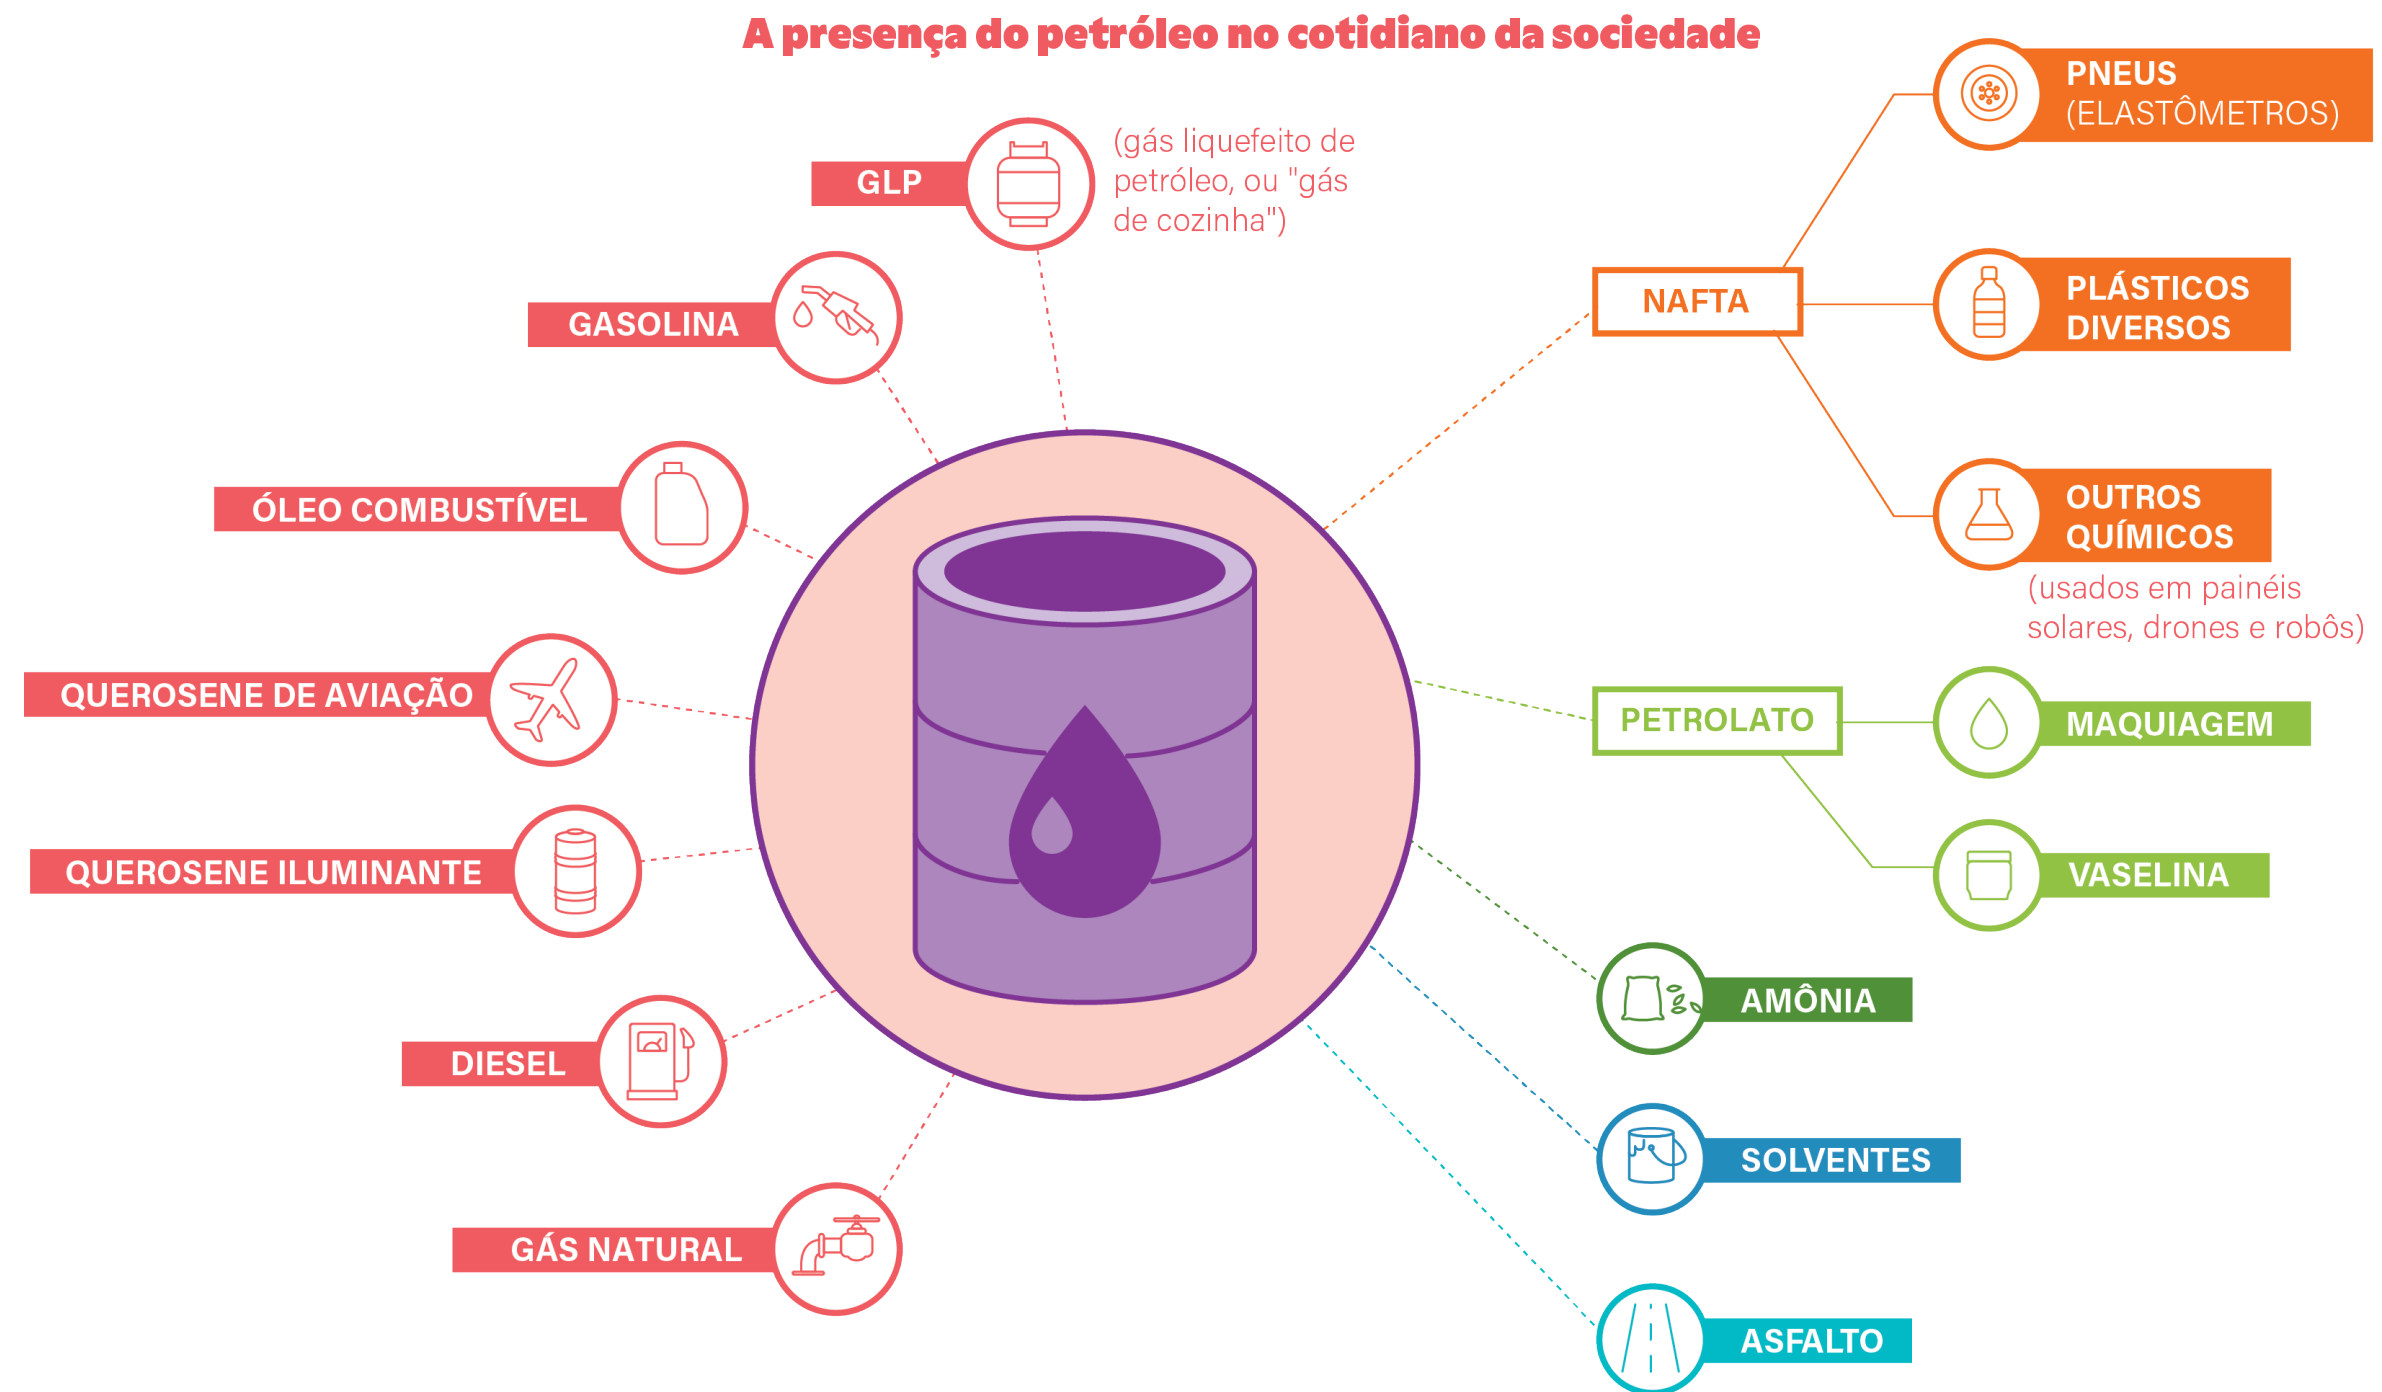 A presença do petróleo no cotidiano da sociedade
GLP
(gás liquefeito de
petróleo, ou "gás
de cozinha")
GASOLINA
ÓLEO COMBUSTÍVEL
QUEROSENE DE AVIAÇÃO
QUEROSENE ILUMINANTE
DIESEL
GÁS NATURAL
NAFTA
PNEUS
(ELASTÔMETROS)
PLÁSTICOS
DIVERSOS
OUTROS
QUÍMICOS
(usados em painéis
solares, drones e robôs)
PETROLATO
MAQUIAGEM
VASELINA
AMÔNIA
SOLVENTES
ASFALTO